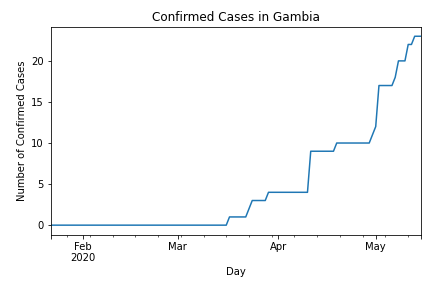 Confirmed Cases in Gambia
Number of Confirmed Cases
20
15
10
5
0
Feb Mar Apr May
2020
Day